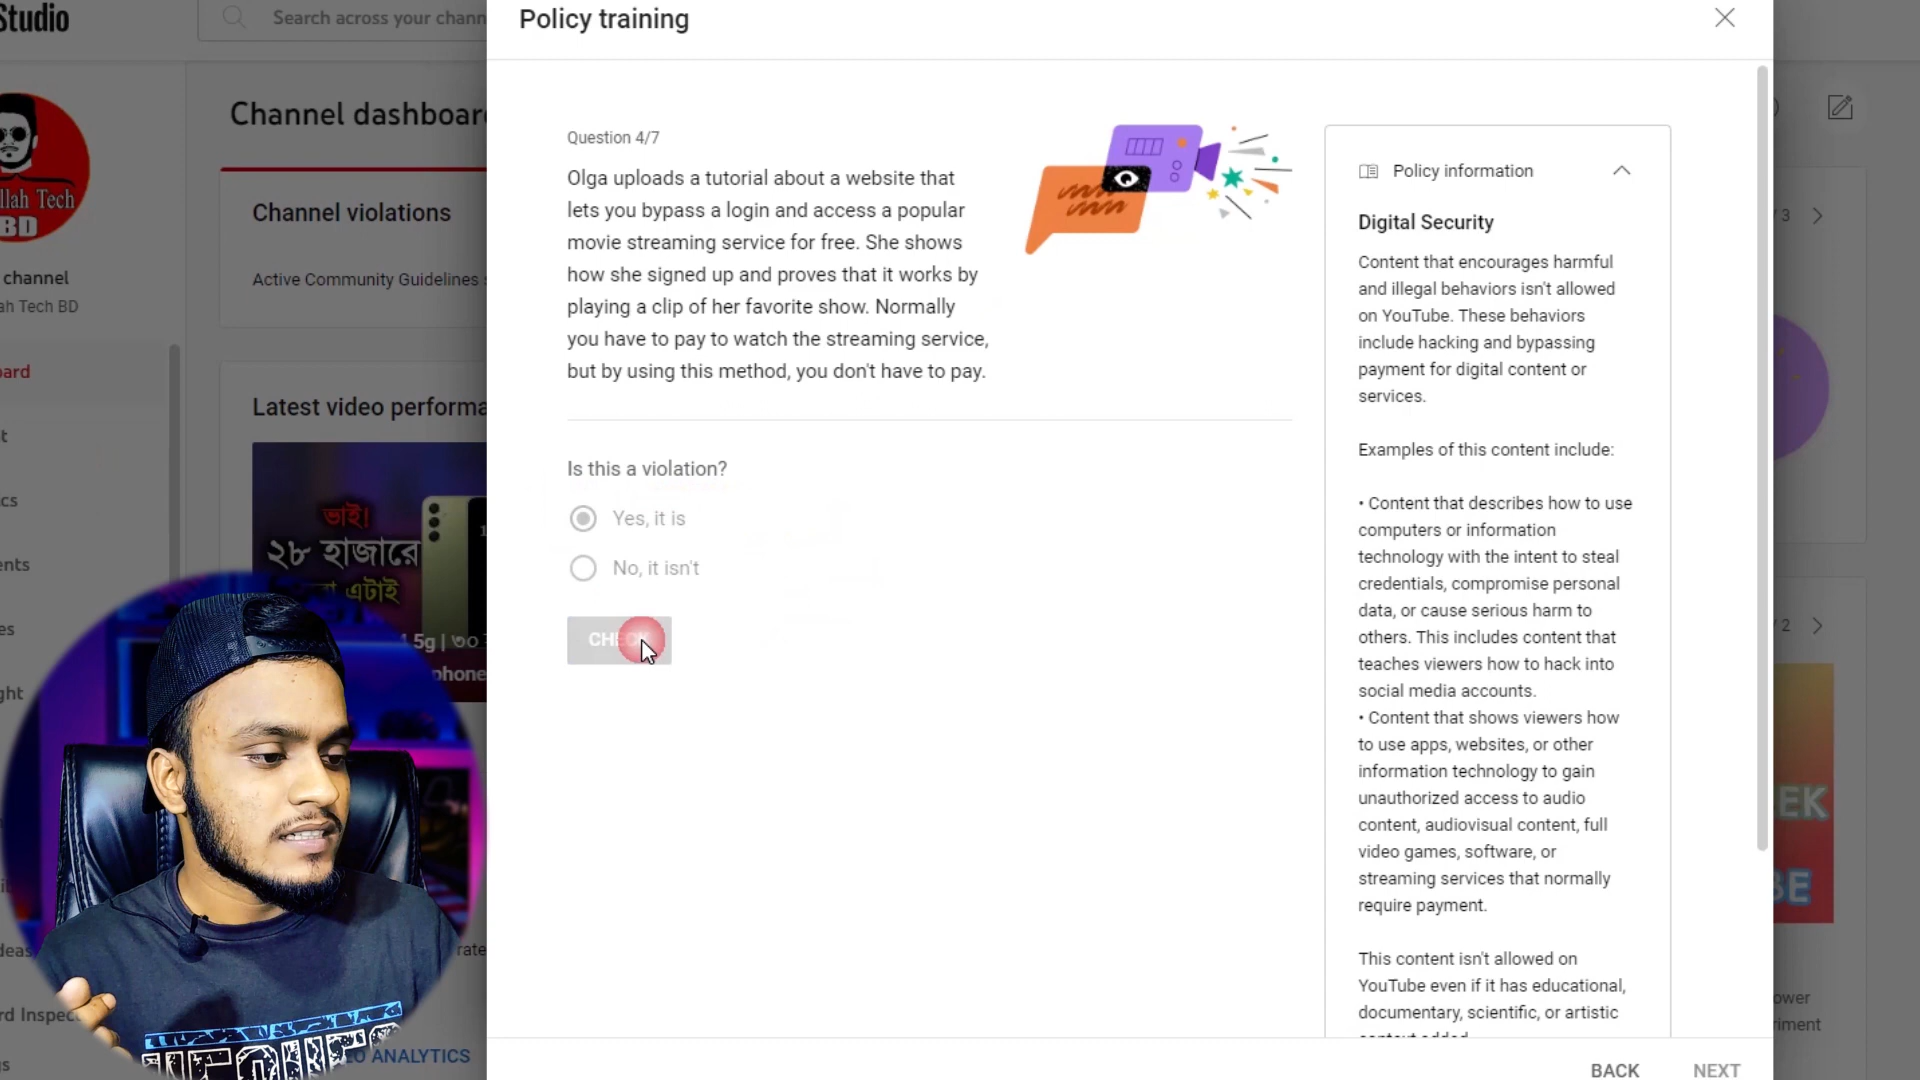 Studio
Search across your chann
Policy training
Channel dashboar
llah Tech
BD
channel
ah Tech BD
Channel violations
Active Community Guidelines
Latest video performa
ভাই!
২৮ হাজারে
এটাই
5g | ৩০
phone
Question 4/7
Olga uploads a tutorial about a website that
lets you bypass a login and access a popular
movie streaming service for free. She shows
how she signed up and proves that it works by
playing a clip of her favorite show. Normally
you have to pay to watch the streaming service,
but by using this method, you don't have to pay.
Is this a violation?
Yes, it is
No, it isn't
Policy information
Digital Security
Content that encourages harmful
and illegal behaviors isn't allowed
on YouTube. These behaviors
include hacking and bypassing
payment for digital content or
services.
Examples of this content include:
• Content that describes how to use
computers or information
technology with the intent to steal
credentials, compromise personal
data, or cause serious harm to
others. This includes content that
teaches viewers how to hack into
social media accounts.
• Content that shows viewers how
to use apps, websites, or other
information technology to gain
unauthorized access to audio
content, audiovisual content, full
video games, software, or
streaming services that normally
require payment.
This content isn't allowed on
YouTube even if it has educational,
documentary, scientific, or artistic
BACK
NEXT
ANALYTICS